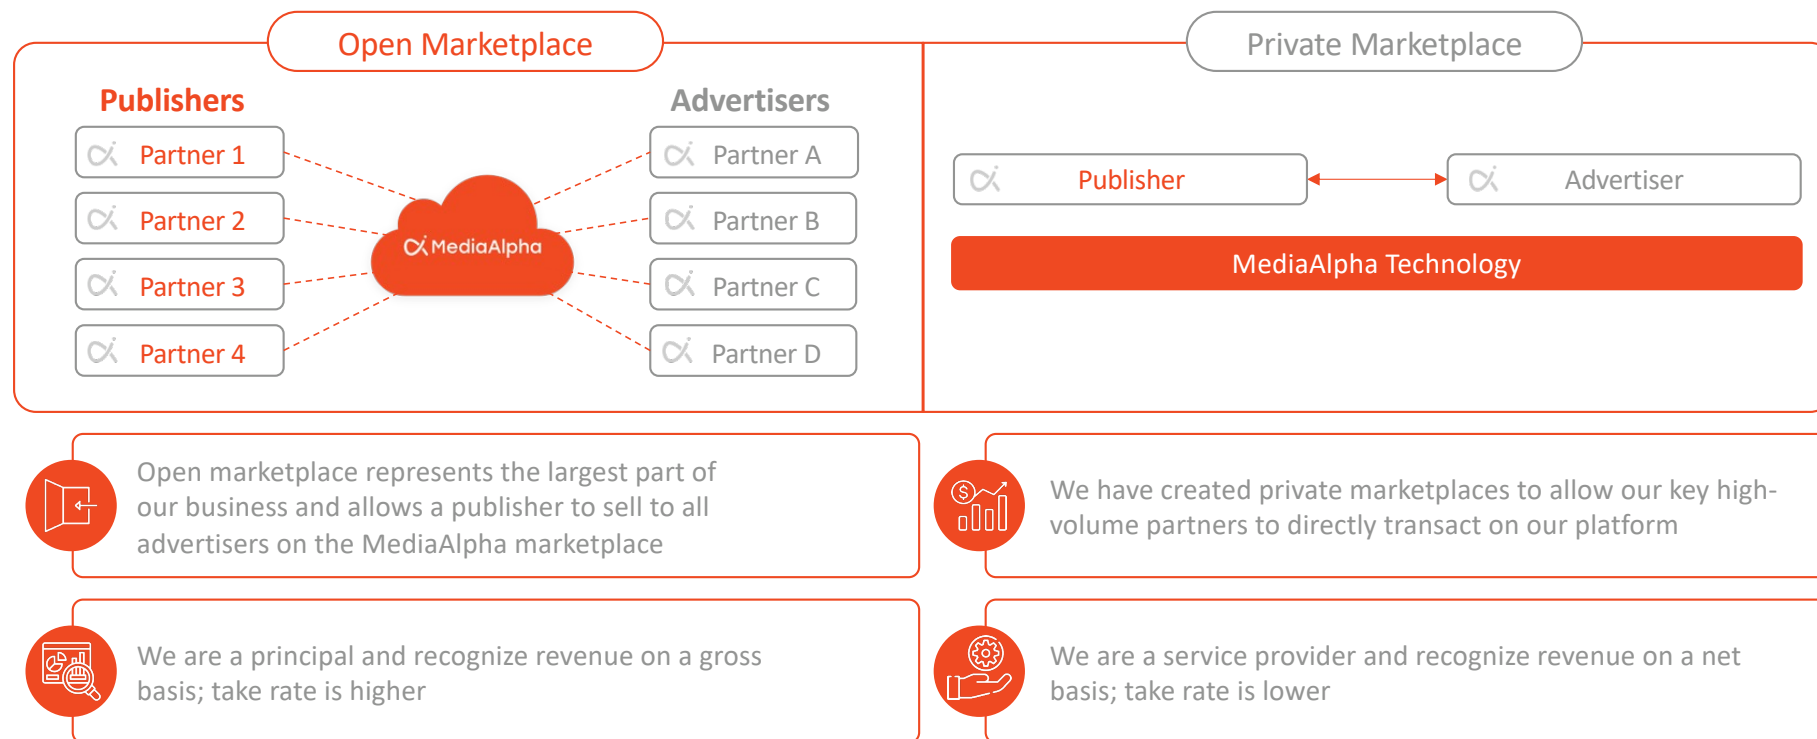 Open Marketplace
Publishers
Advertisers
Partner 1
Partner 2
Partner 3
Partner 4
MediaAlpha
Partner A
Partner B
Partner C
Partner D
Private Marketplace
Publisher
Advertiser
MediaAlpha Technology
Open marketplace represents the largest part of
our business and allows a publisher to sell to all
advertisers on the MediaAlpha marketplace
We have created private marketplaces to allow our key high-
volume partners to directly transact on our platform
We are a principal and recognize revenue on a gross
basis; take rate is higher
We are a service provider and recognize revenue on a net
basis; take rate is lower